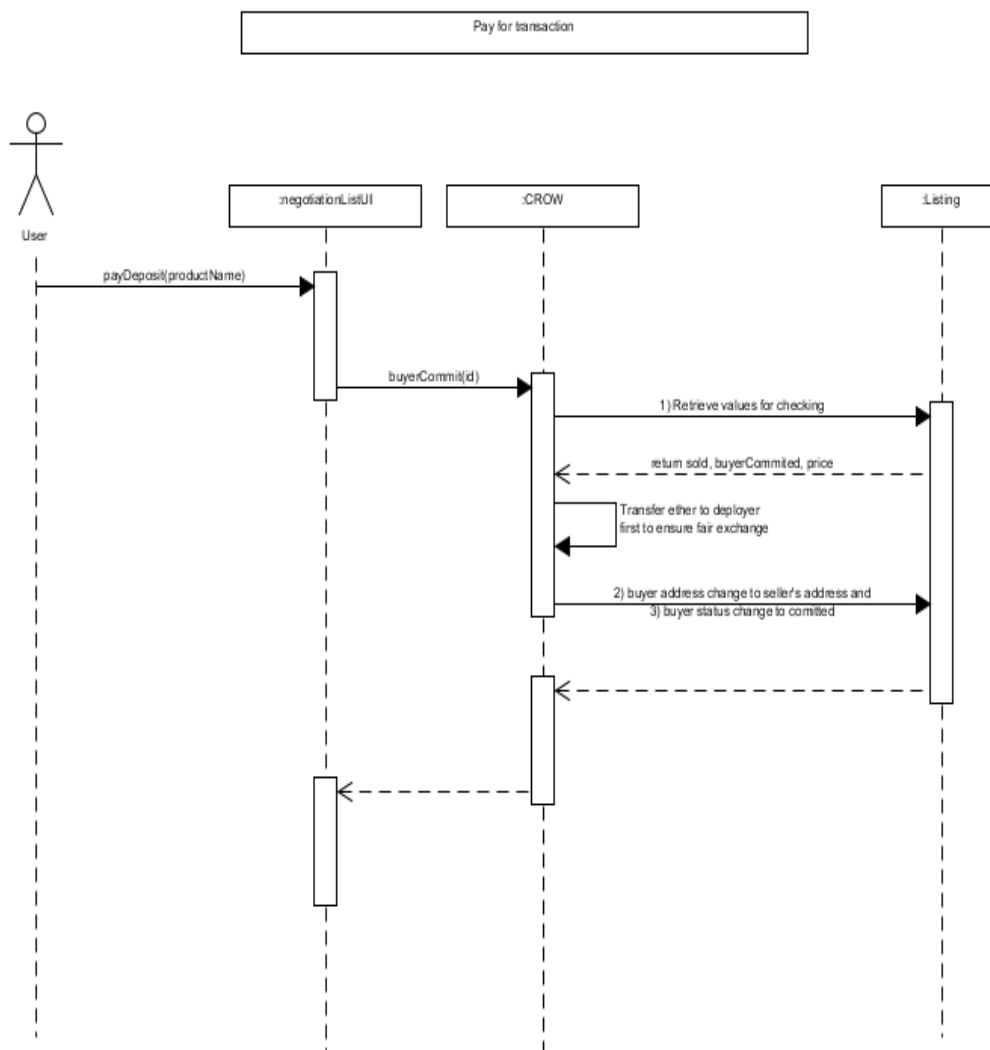 Pay for transaction
User
:negotiationListUI
:CROW
:Listing
payDeposit(productName)
buyerCommit(id)
1) Retrieve values for checking
return sold, buyerCommited, price
Transfer ether to deployer
first to ensure fair exchange
2) buyer address change to seller's address and
3) buyer status change to comitted